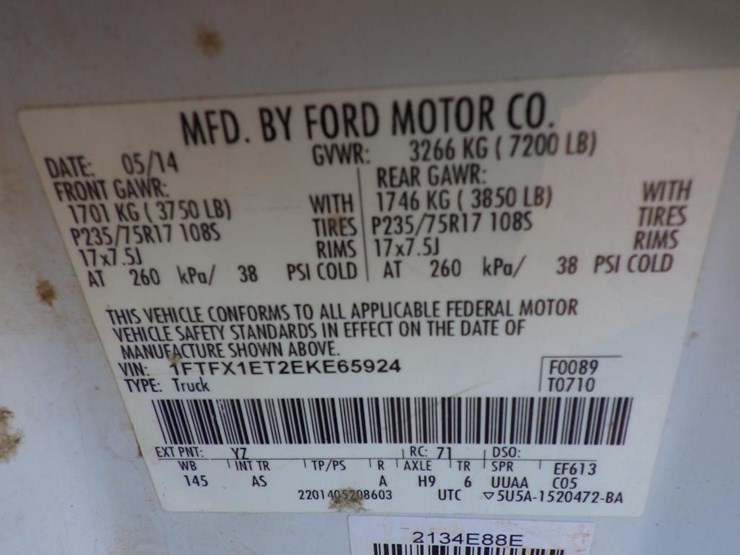 MFD. BY FORD MOTOR CO.
DATE: 05/14 GVWR: 3266 KG ( 7200 LB)
FRONT GAWR: REAR GAWR:
1701 KG ( 3750 LB) WITH 1746 KG ( 3850 LB) WITH
P235/75R17 108S TIRES P235/75R17 108S TIRES
17x7.5J RIMS 17x7.5J RIMS
AT 260 kPa/ 38 PSI COLD AT 260 kPa/ 38 PSI COLD
THIS VEHICLE CONFORMS TO ALL APPLICABLE FEDERAL MOTOR
VEHICLE SAFETY STANDARDS IN EFFECT ON THE DATE OF
MANUFACTURE SHOWN ABOVE.
VIN: 1FTFX1ET2EKE65924 F0089
TYPE: Truck T0710
EXT PNT: YZ RC: 71 DSO:
WB INT TR TP/PS R AXLE TR SPR EF613
145 AS A H9 6 UUAA C05
UTC ▽5U5A-1520472-BA
2134E88E